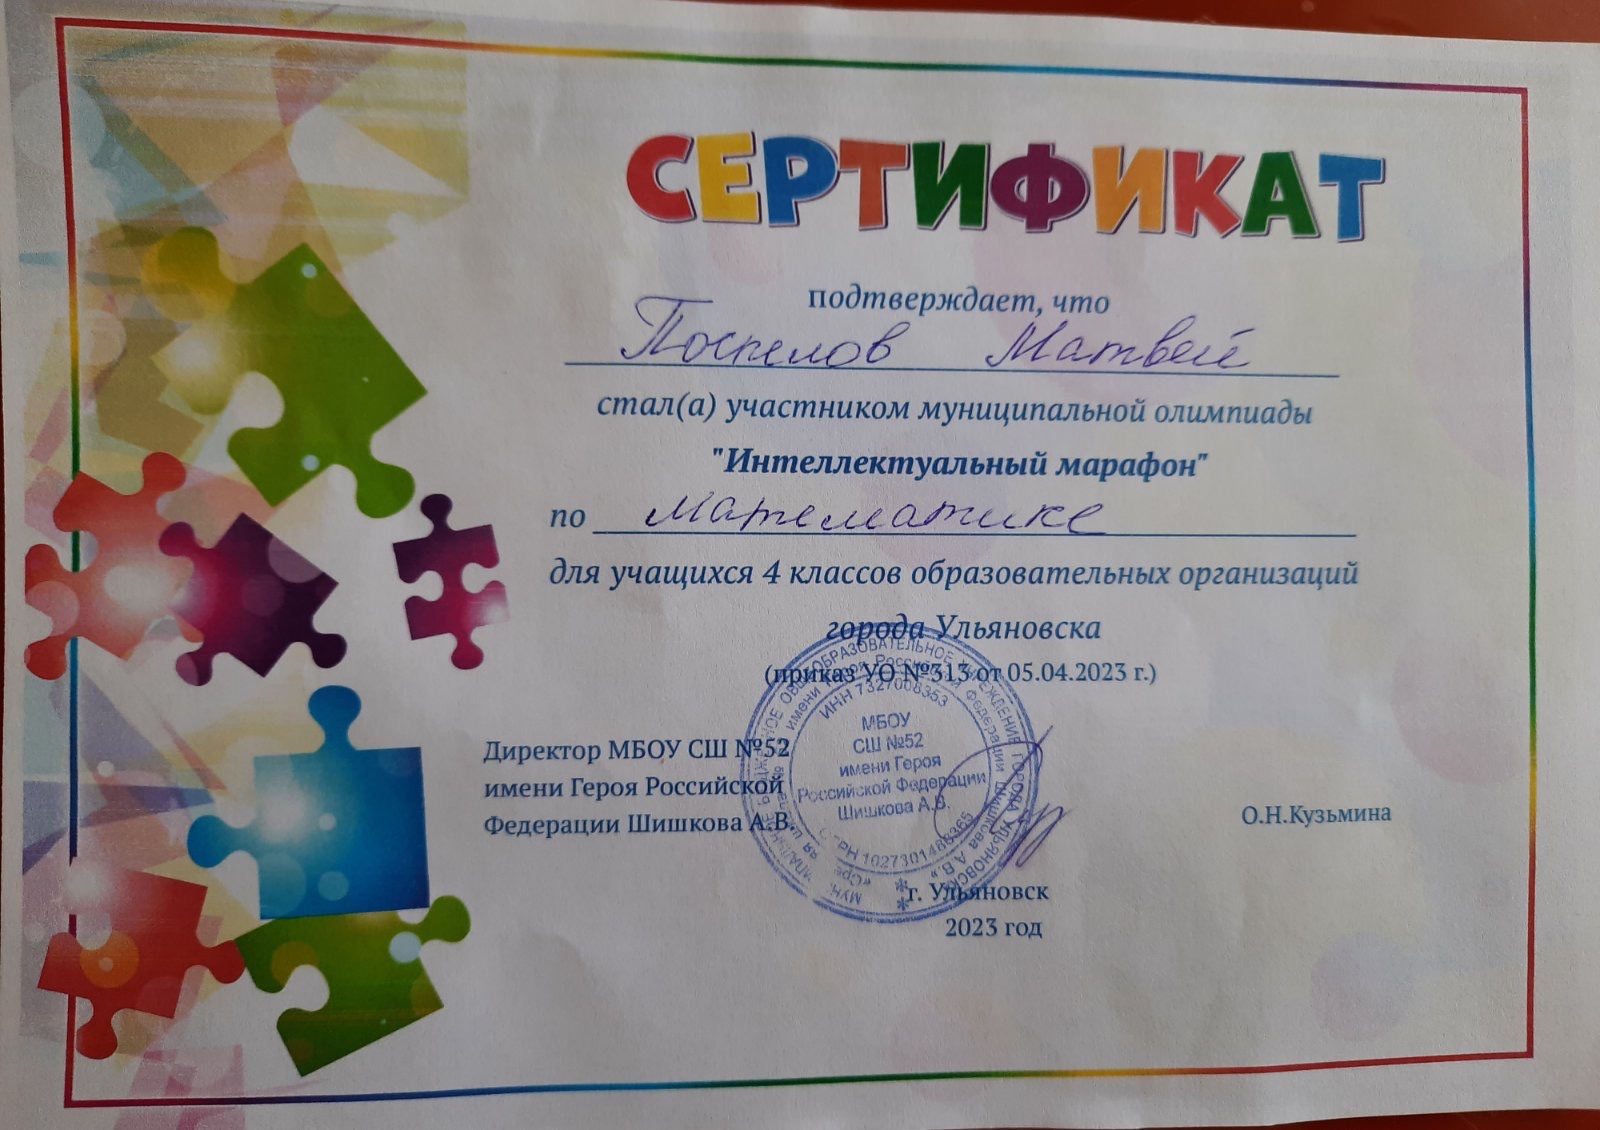 СЕРТИФИКАТ
подтверждает, что
Поспелов Матвей
стал(а) участником муниципальной олимпиады
"Интеллектуальный марафон"
по Математике
для учащихся 4 классов образовательных организаций
города Ульяновска
(приказ УО №313 от 05.04.2023 г.)
Директор МБОУ СШ №52
имени Героя Российской
Федерации Шишкова А.В.
О.Н.Кузьмина
ИНН 7327008353
МБОУ
СШ №52
имени Героя
Российской Федерации
Шишкова А.В.
г. Ульяновск
2023 год